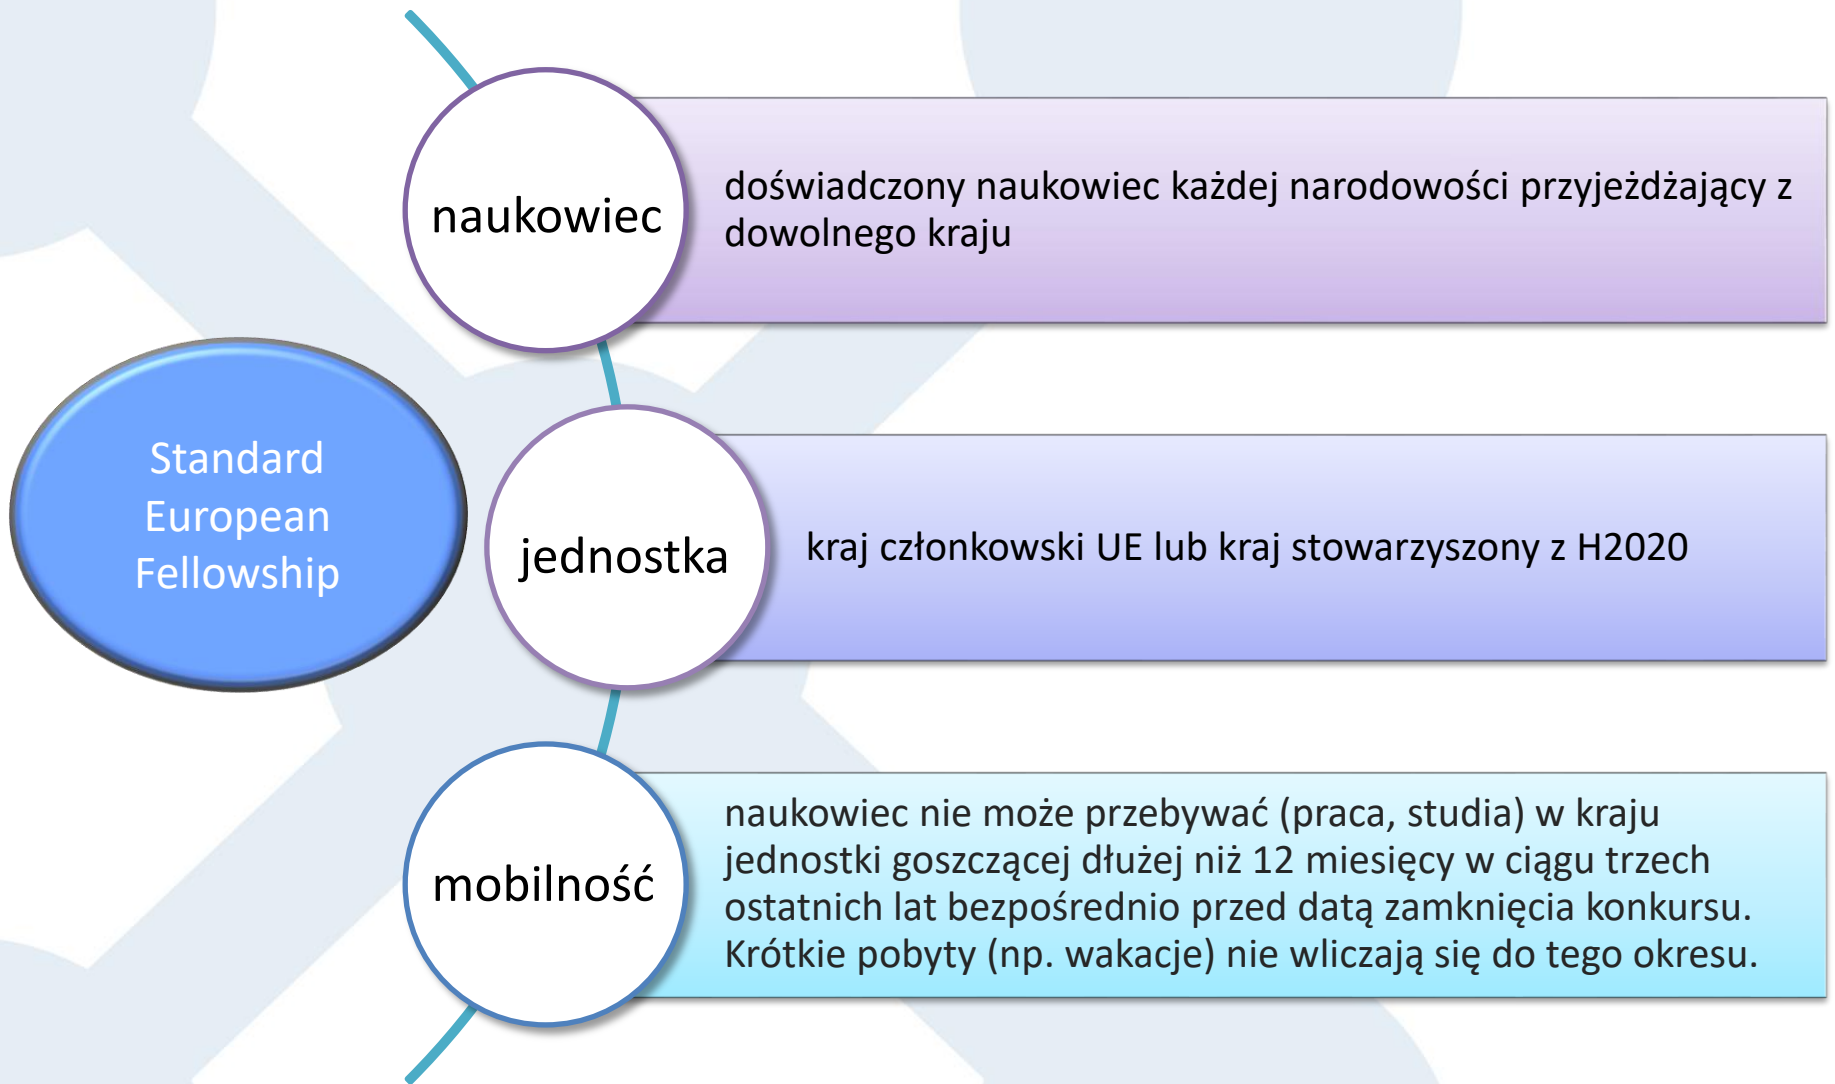 naukowiec
doświadczony naukowiec każdej narodowości przyjeżdżający z
dowolnego kraju
Standard
European
Fellowship
jednostka
kraj członkowski UE lub kraj stowarzyszony z H2020
mobilność
naukowiec nie może przebywać (praca, studia) w kraju
jednostki goszczącej dłużej niż 12 miesięcy w ciągu trzech
ostatnich lat bezpośrednio przed datą zamknięcia konkursu.
Krótkie pobyty (np. wakacje) nie wliczają się do tego okresu.